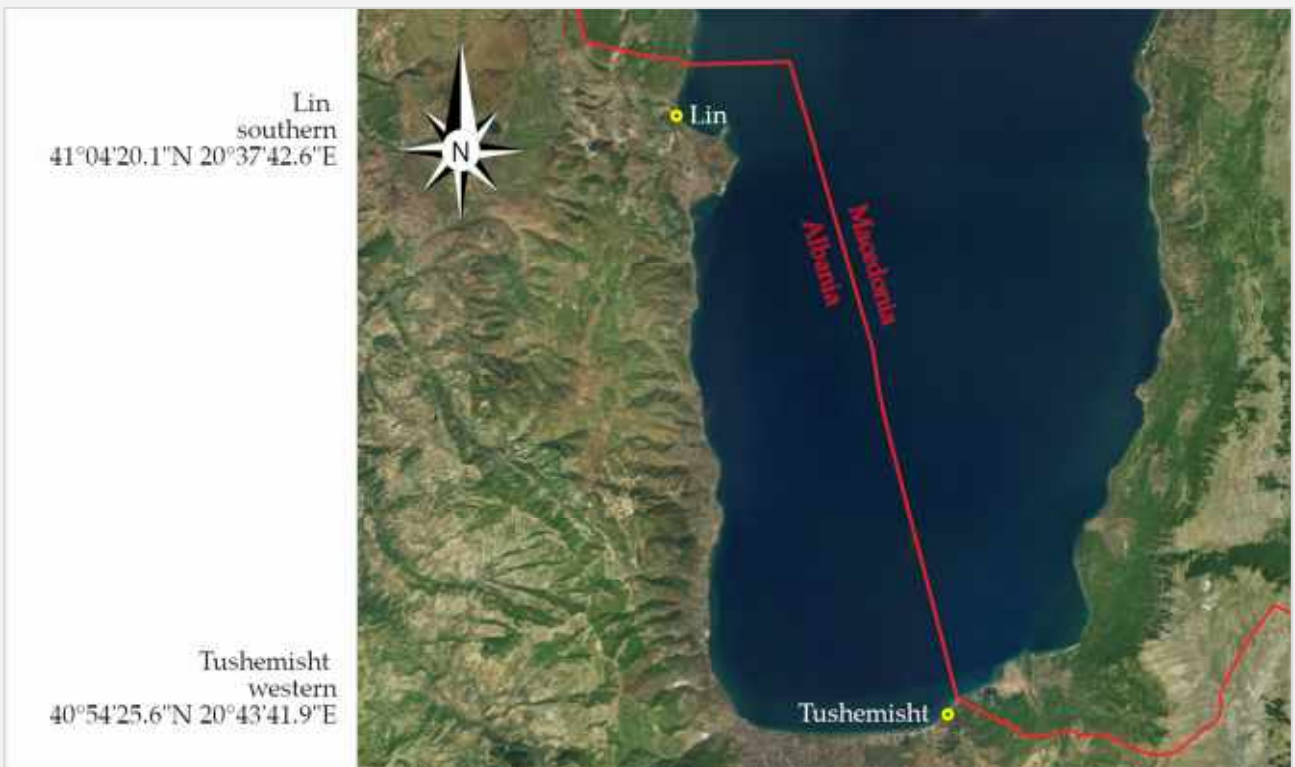 Lin
southern
41°04'20.1"N 20°37'42.6"E
N
Lin
Macedonia
Albania
Tushemisht
western
40°54'25.6"N 20°43'41.9"E
Tushemisht